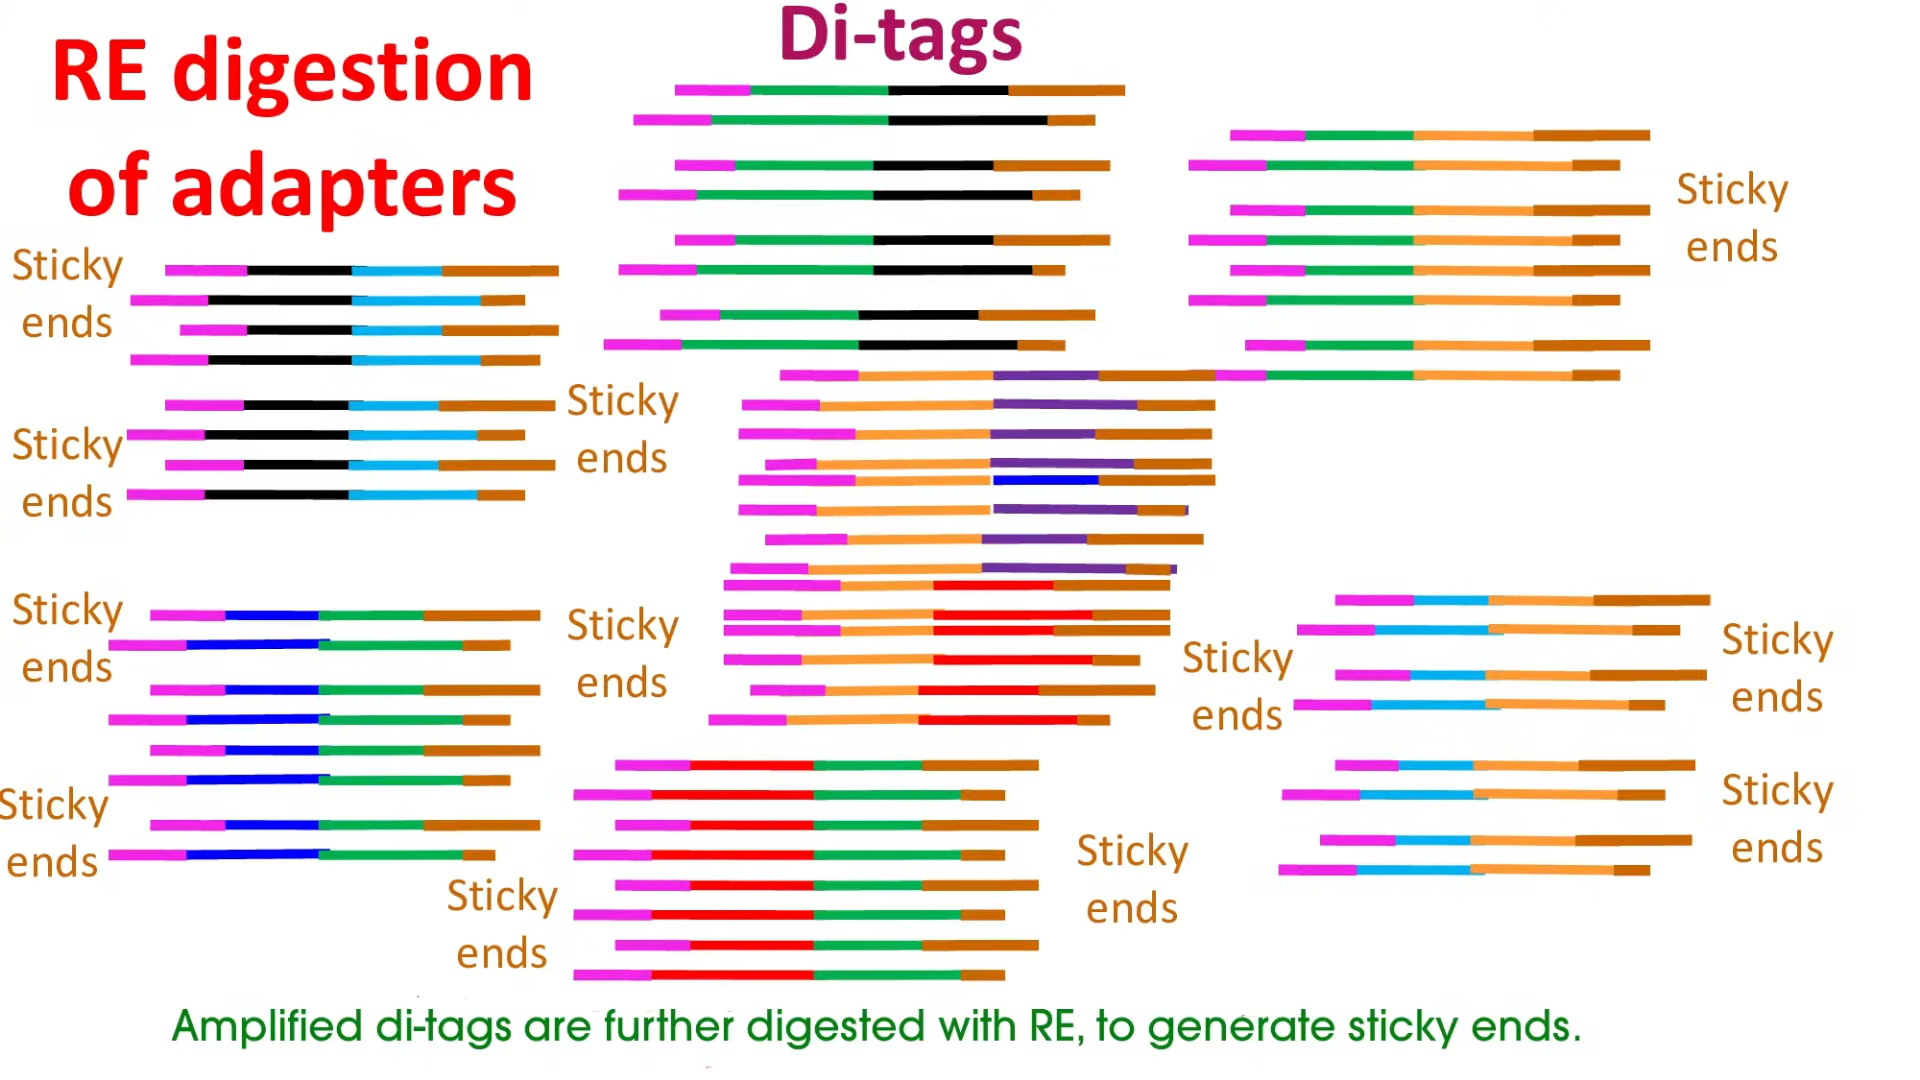 Di-tags
RE digestion
of adapters
Sticky
ends
Sticky
ends
Sticky
ends
Sticky
ends
Sticky
ends
Sticky
ends
Sticky
ends
Sticky
ends
Sticky
ends
Sticky
ends
Sticky
ends
Sticky
ends
Amplified di-tags are further digested with RE, to generate sticky ends.